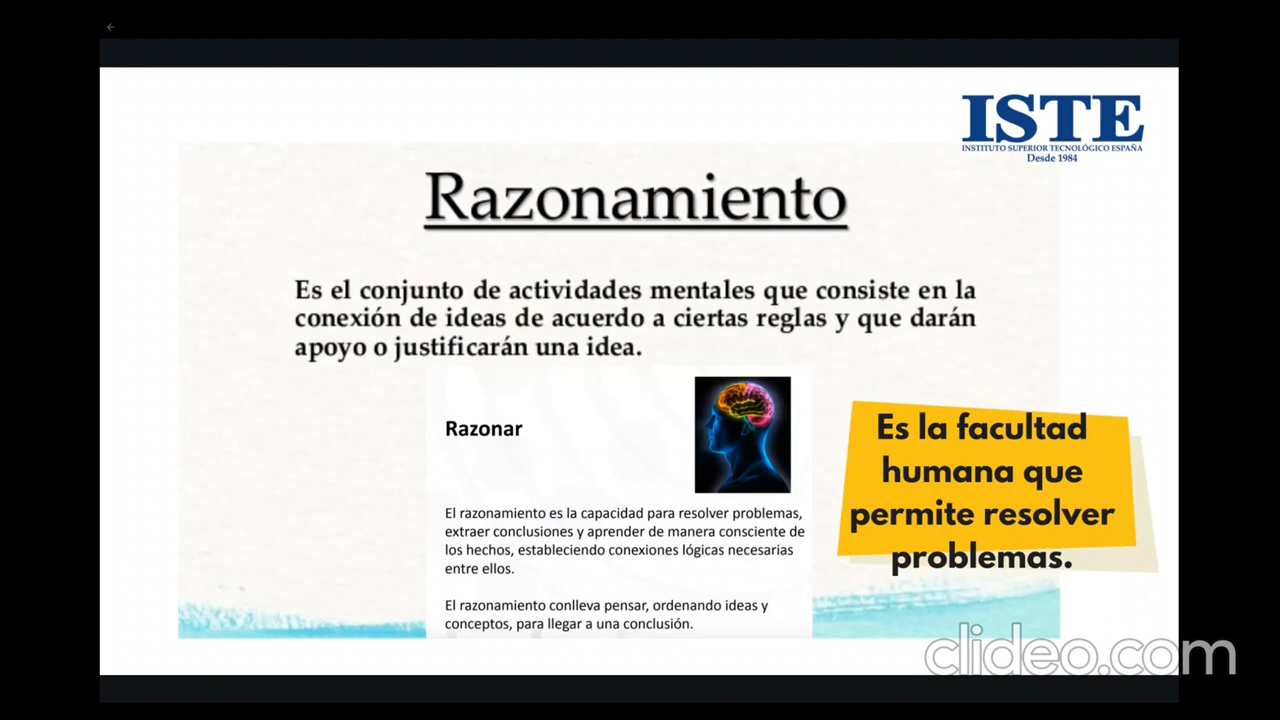 ISTE
INSTITUTO SUPERIOR TECNOLÓGICO ESPAÑA
Desde 1984
Razonamiento
Es el conjunto de actividades mentales que consiste en la
conexión de ideas de acuerdo a ciertas reglas y que darán
apoyo o justificarán una idea.
Razonar
El razonamiento es la capacidad para resolver problemas,
extraer conclusiones y aprender de manera consciente de
los hechos, estableciendo conexiones lógicas necesarias
entre ellos.
El razonamiento conlleva pensar, ordenando ideas y
conceptos, para llegar a una conclusión.
Es la facultad
humana que
permite resolver
problemas.
clideo.com